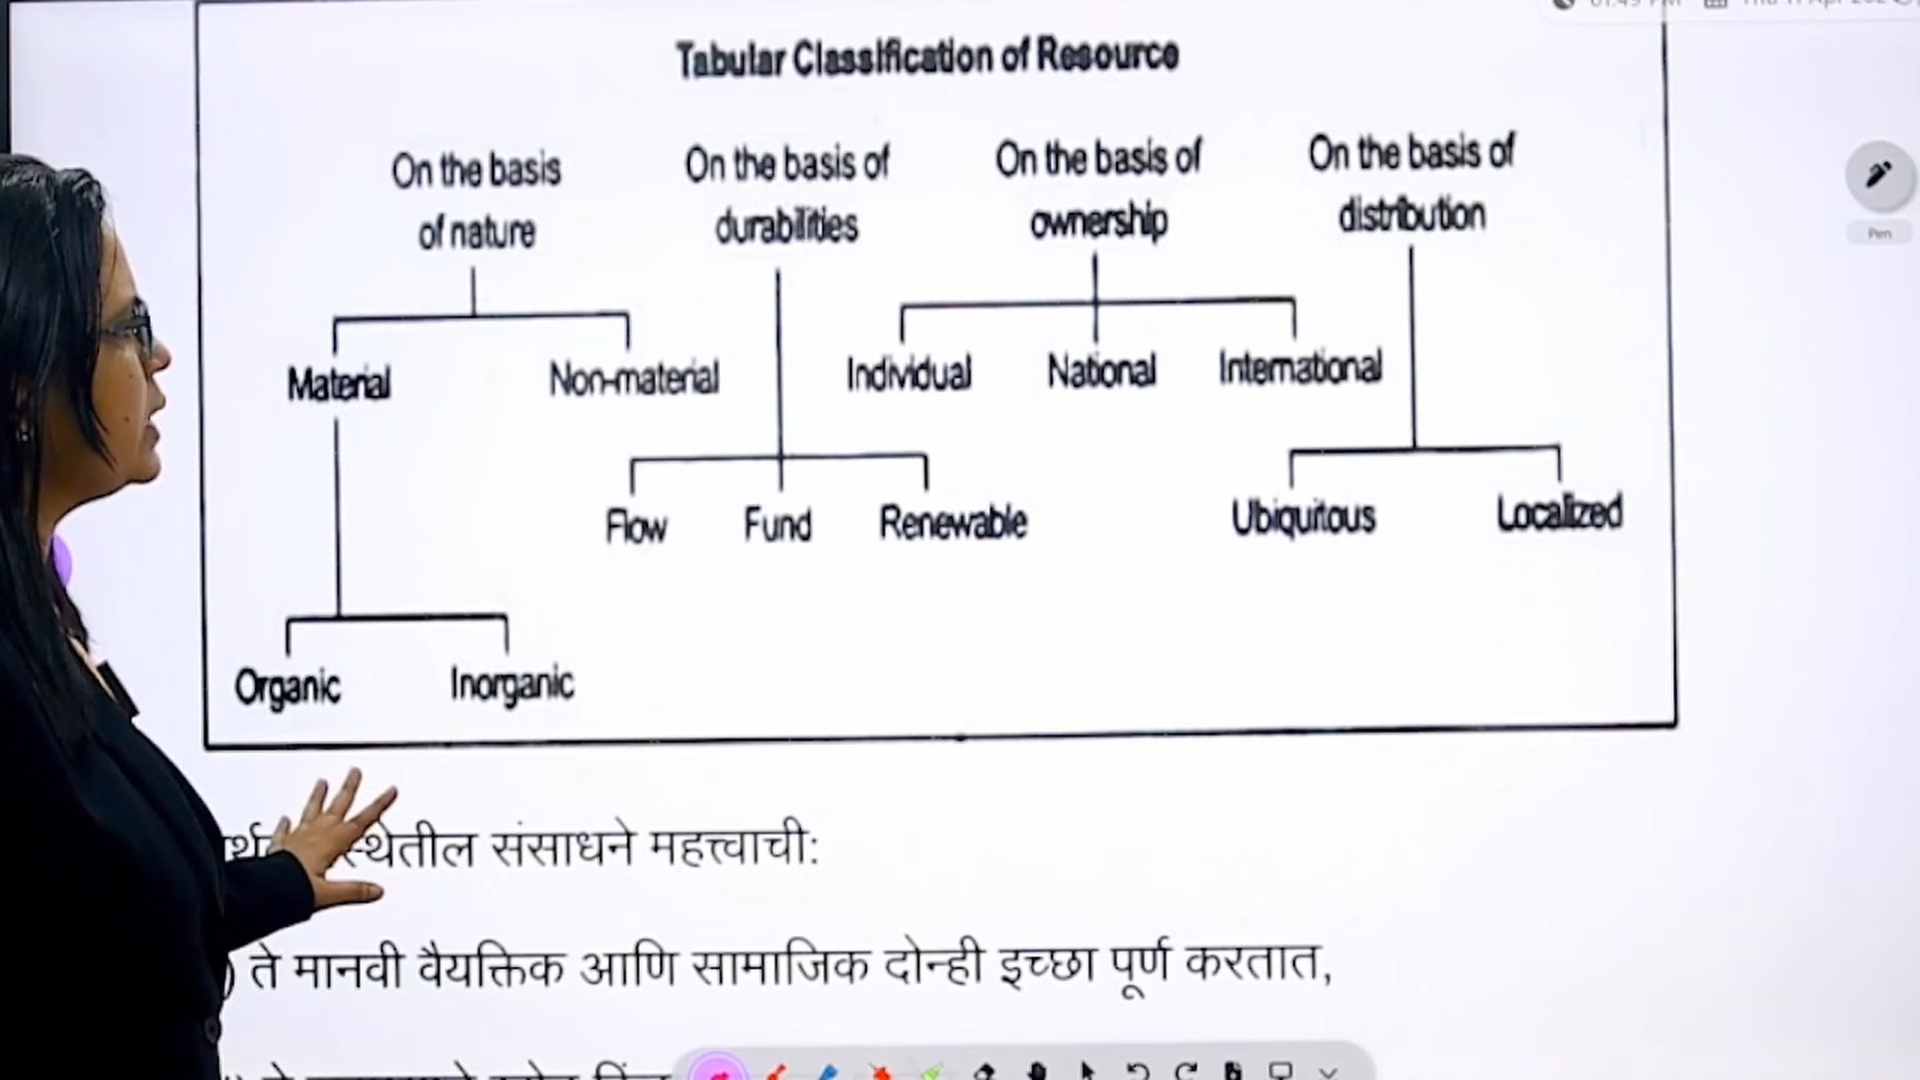 Tabular Classification of Resource
On the basis of nature
On the basis of durabilities
On the basis of ownership
On the basis of distribution
Material
Non-material
Individual
National
International
Flow
Fund
Renewable
Ubiquitous
Localized
Organic
Inorganic
संसाधने महत्त्वाची:
ते मानवी वैयक्तिक आणि सामाजिक दोन्ही इच्छा पूर्ण करतात,
Pen